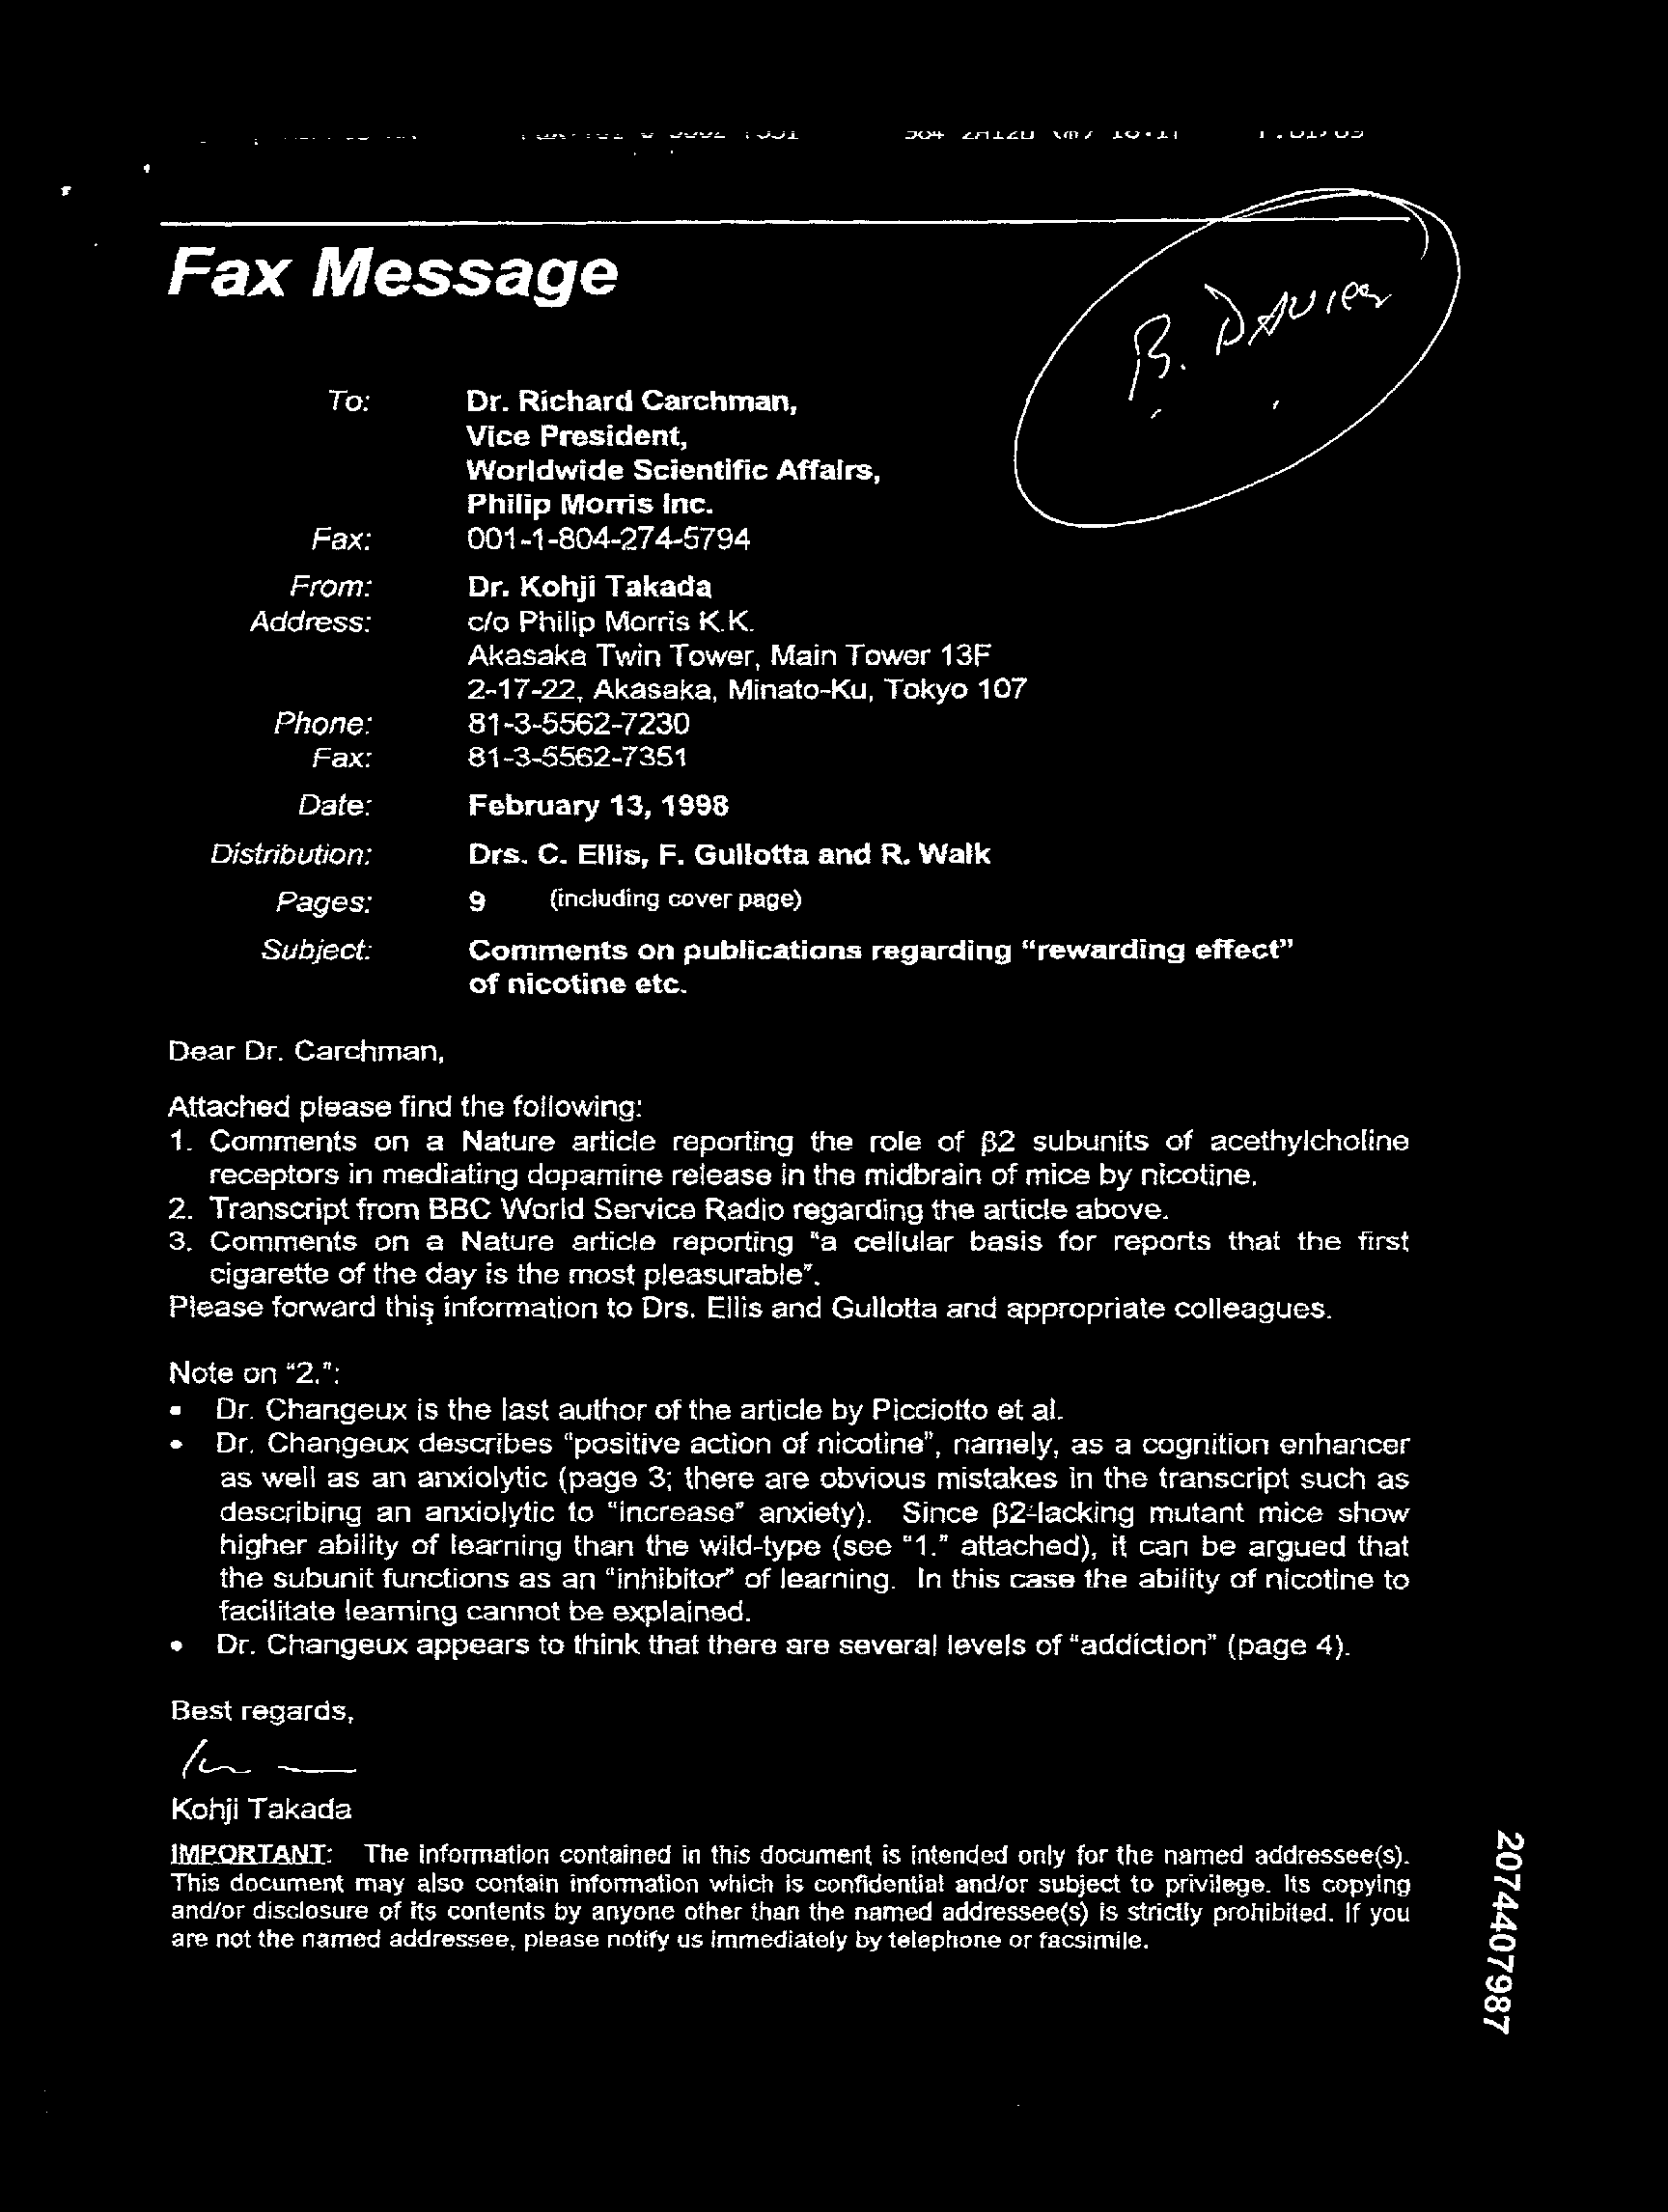 Fax Message
B. Davies
To: Dr. Richard Carchman,
Vice President,
Worldwide Scientific Affairs,
Philip Morris Inc.
Fax: 001-1-804-274-5794
From: Dr. Kohji Takada
Address: c/o Philip Morris K.K.
Akasaka Twin Tower, Main Tower 13F
2-17-22, Akasaka, Minato-Ku, Tokyo 107
Phone: 81-3-5562-7230
Fax: 81-3-5562-7351
Date: February 13, 1998
Distribution: Drs. C. Ellis, F. Gullotta and R. Walk
Pages: 9 (including cover page)
Subject: Comments on publications regarding “rewarding effect”
of nicotine etc.
Dear Dr. Carchman,
Attached please find the following:
1. Comments on a Nature article reporting the role of β2 subunits of acethylcholine
receptors in mediating dopamine release in the midbrain of mice by nicotine.
2. Transcript from BBC World Service Radio regarding the article above.
3. Comments on a Nature article reporting “a cellular basis for reports that the first
cigarette of the day is the most pleasurable”.
Please forward this information to Drs. Ellis and Gullotta and appropriate colleagues.
Note on “2.”:
• Dr. Changeux is the last author of the article by Picciotto et al.
• Dr. Changeux describes “positive action of nicotine”, namely, as a cognition enhancer
as well as an anxiolytic (page 3; there are obvious mistakes in the transcript such as
describing an anxiolytic to “increase” anxiety). Since β2-lacking mutant mice show
higher ability of learning than the wild-type (see “1.” attached), it can be argued that
the subunit functions as an “inhibitor” of learning. In this case the ability of nicotine to
facilitate learning cannot be explained.
• Dr. Changeux appears to think that there are several levels of “addiction” (page 4).
Best regards,
Kohji Takada
IMPORTANT: The information contained in this document is intended only for the named addressee(s).
This document may also contain information which is confidential and/or subject to privilege. Its copying
and/or disclosure of its contents by anyone other than the named addressee(s) is strictly prohibited. If you
are not the named addressee, please notify us immediately by telephone or facsimile.
2074407987